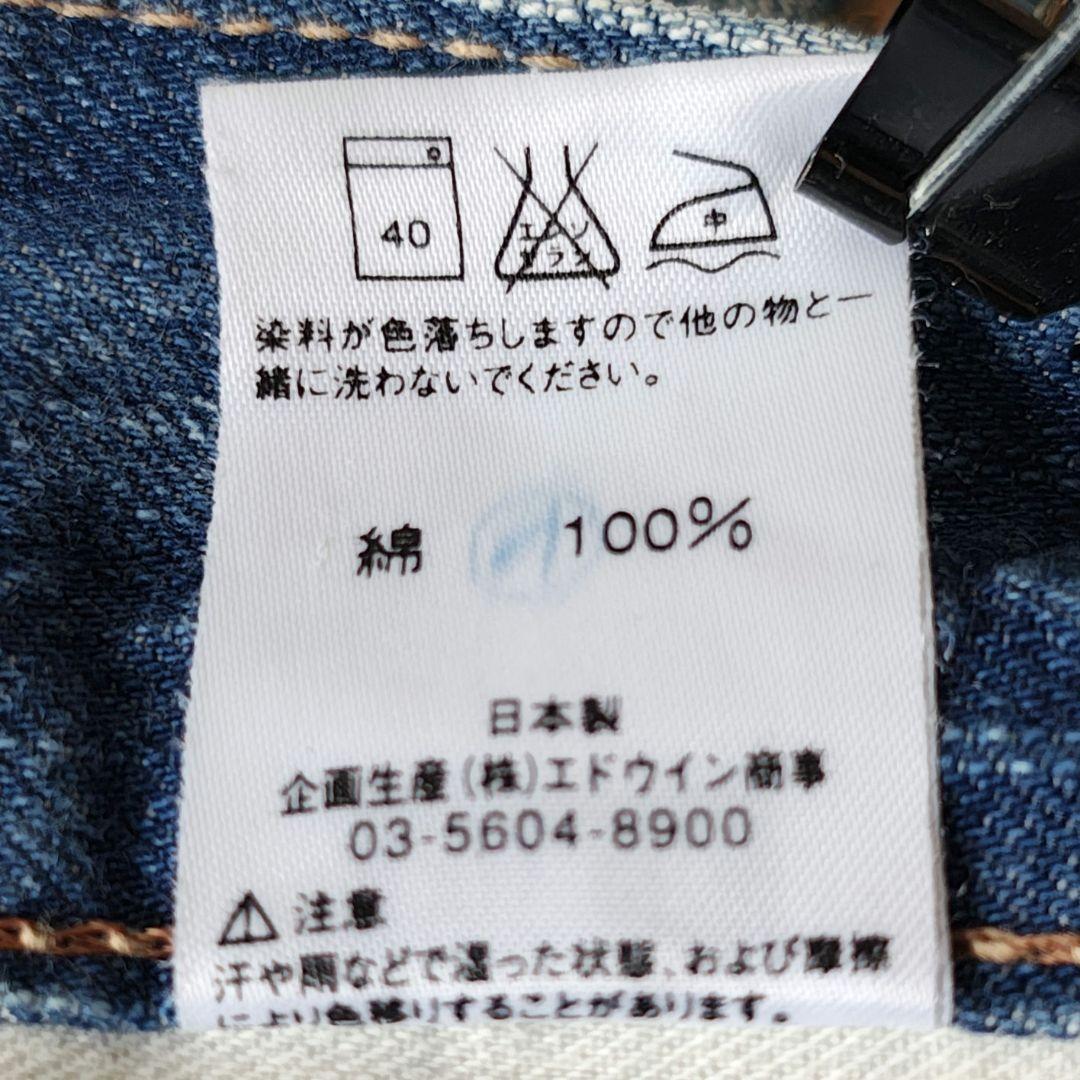 40
エンソ
サラシ
中
染料が色落ちしますので他の物と一
緒に洗わないでください。
綿 100%
日本製
企画生産(株)エドウイン商事
03-5604-8900
注意
汗や雨などで湿った状態、および摩擦
により色移りすることがあります。